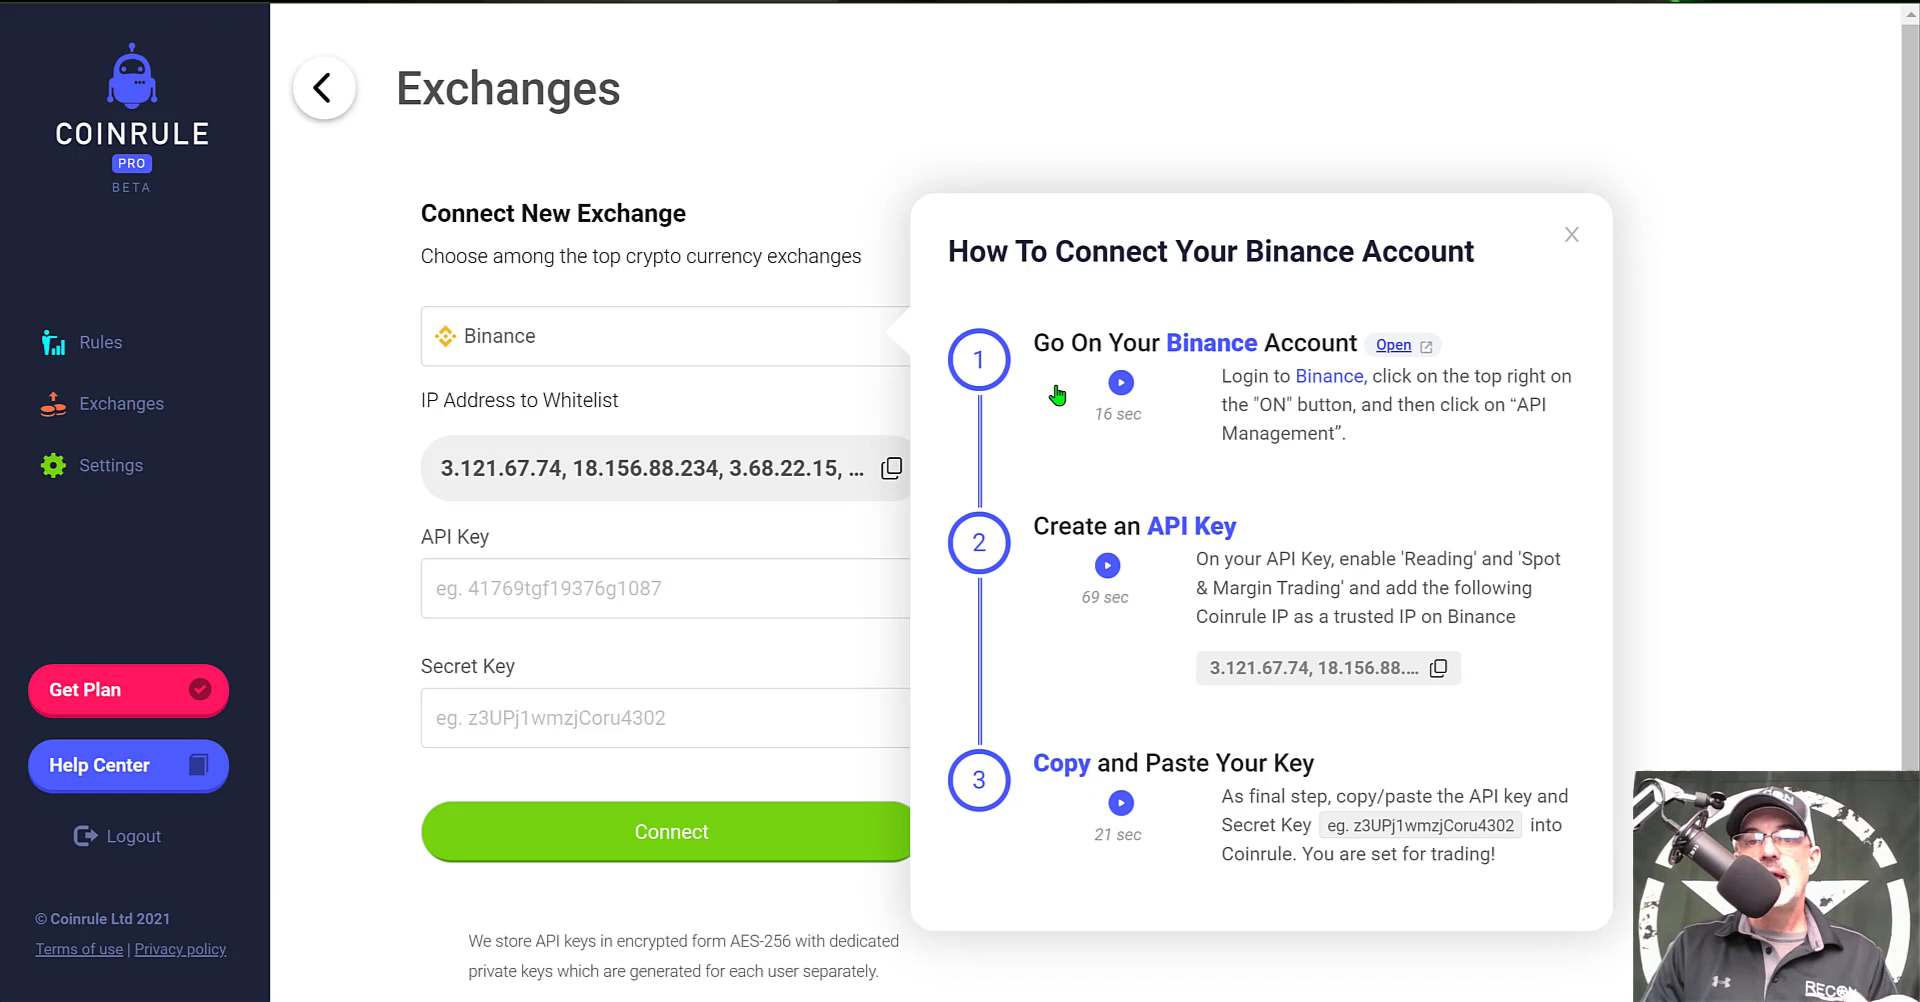 COINRULE
PRO
BETA
Rules
Exchanges
Settings
Get Plan
Help Center
Logout
© Coinrule Ltd 2021
Terms of use | Privacy policy
Exchanges
Connect New Exchange
Choose among the top crypto currency exchanges
Binance
IP Address to Whitelist
3.121.67.74, 18.156.88.234, 3.68.22.15, ...
API Key
eg. 41769tgf19376g1087
Secret Key
eg. z3UPj1wmzjCoru4302
Connect
We store API keys in encrypted form AES-256 with dedicated
private keys which are generated for each user separately.
How To Connect Your Binance Account
1
Go On Your Binance Account Open
16 sec
Login to Binance, click on the top right on
the "ON" button, and then click on “API
Management”.
2
Create an API Key
69 sec
On your API Key, enable 'Reading' and 'Spot
& Margin Trading' and add the following
Coinrule IP as a trusted IP on Binance
3.121.67.74, 18.156.88....
3
Copy and Paste Your Key
21 sec
As final step, copy/paste the API key and
Secret Key eg. z3UPj1wmzjCoru4302 into
Coinrule. You are set for trading!
RECON